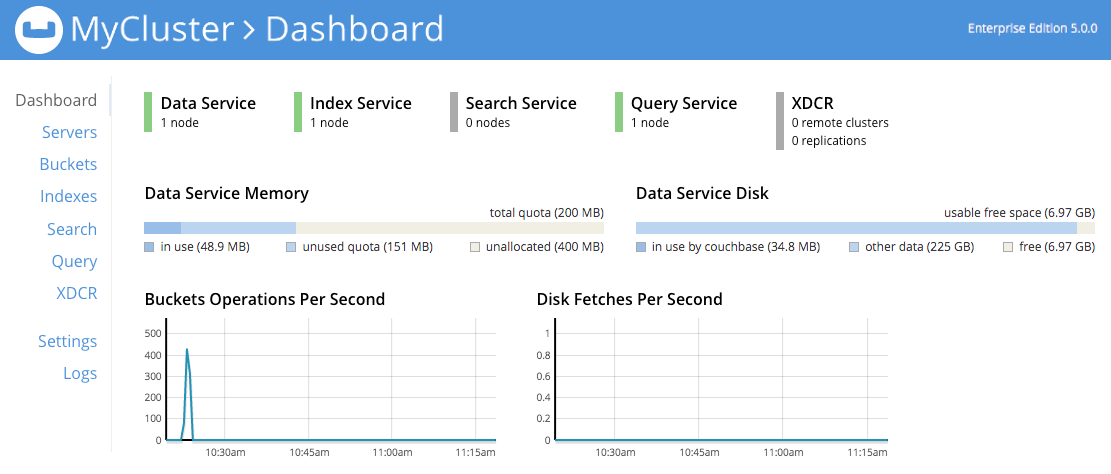 MyCluster > Dashboard
Enterprise Edition 5.0.0
Dashboard
Servers
Buckets
Indexes
Search
Query
XDCR
Settings
Logs
Data Service
1 node
Index Service
1 node
Search Service
0 nodes
Query Service
1 node
XDCR
0 remote clusters
0 replications
Data Service Memory
total quota (200 MB)
in use (48.9 MB) unused quota (151 MB) unallocated (400 MB)
Data Service Disk
usable free space (6.97 GB)
in use by couchbase (34.8 MB) other data (225 GB) free (6.97 GB)
Buckets Operations Per Second
500
400
300
200
100
0
10:30am 10:45am 11:00am 11:15am
Disk Fetches Per Second
1
0.8
0.6
0.4
0.2
0
10:30am 10:45am 11:00am 11:15am